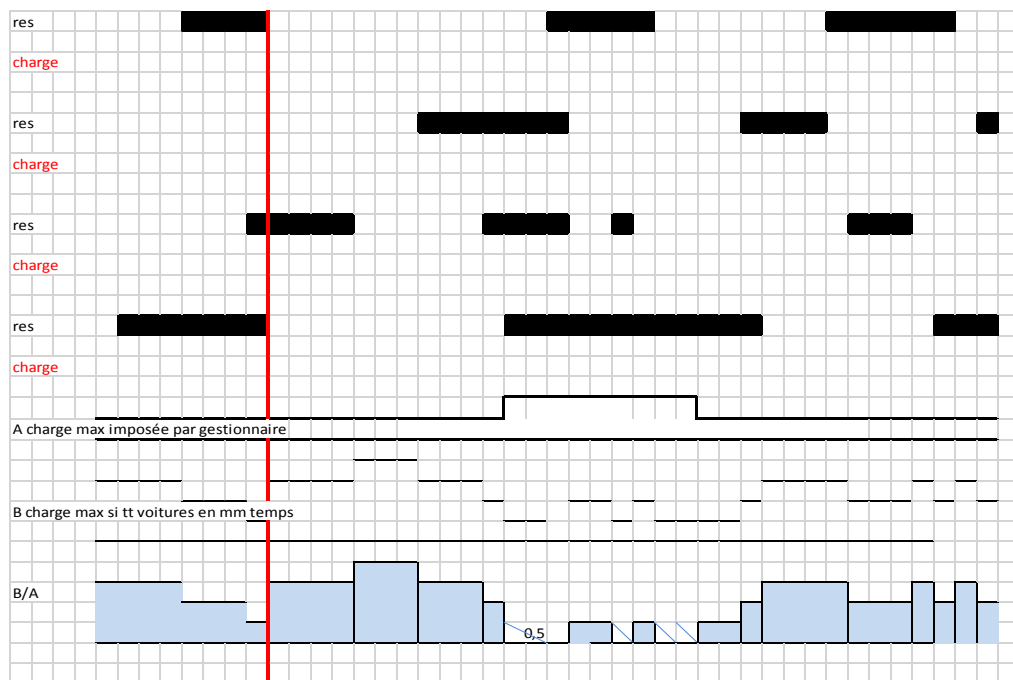 res
charge
res
charge
res
charge
res
charge
A charge max imposée par gestionnaire
B charge max si tt voitures en mm temps
B/A
0,5